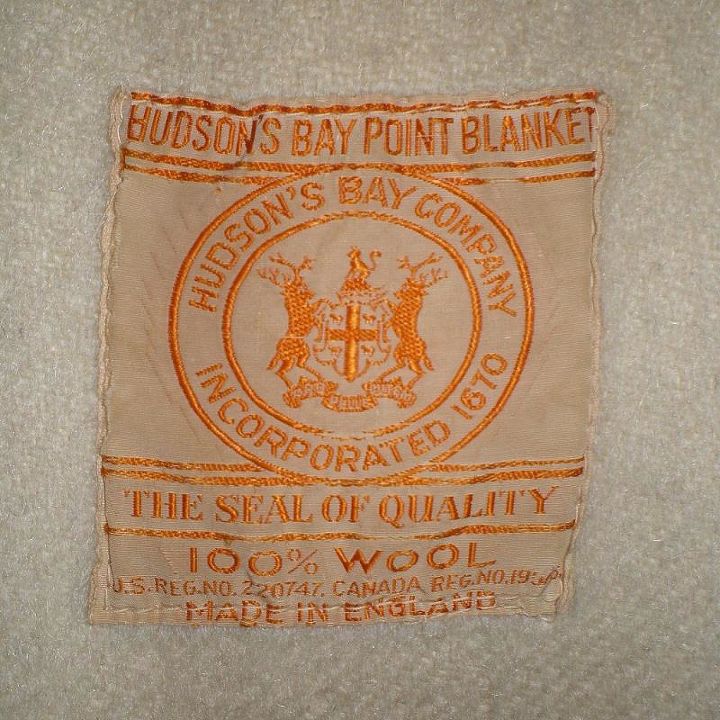 HUDSON'S BAY POINT BLANKET
HUDSON'S BAY COMPANY
INCORPORATED 1670
THE SEAL OF QUALITY
100% WOOL
U.S. REG. NO. 220747. CANADA REG. NO.
MADE IN ENGLAND